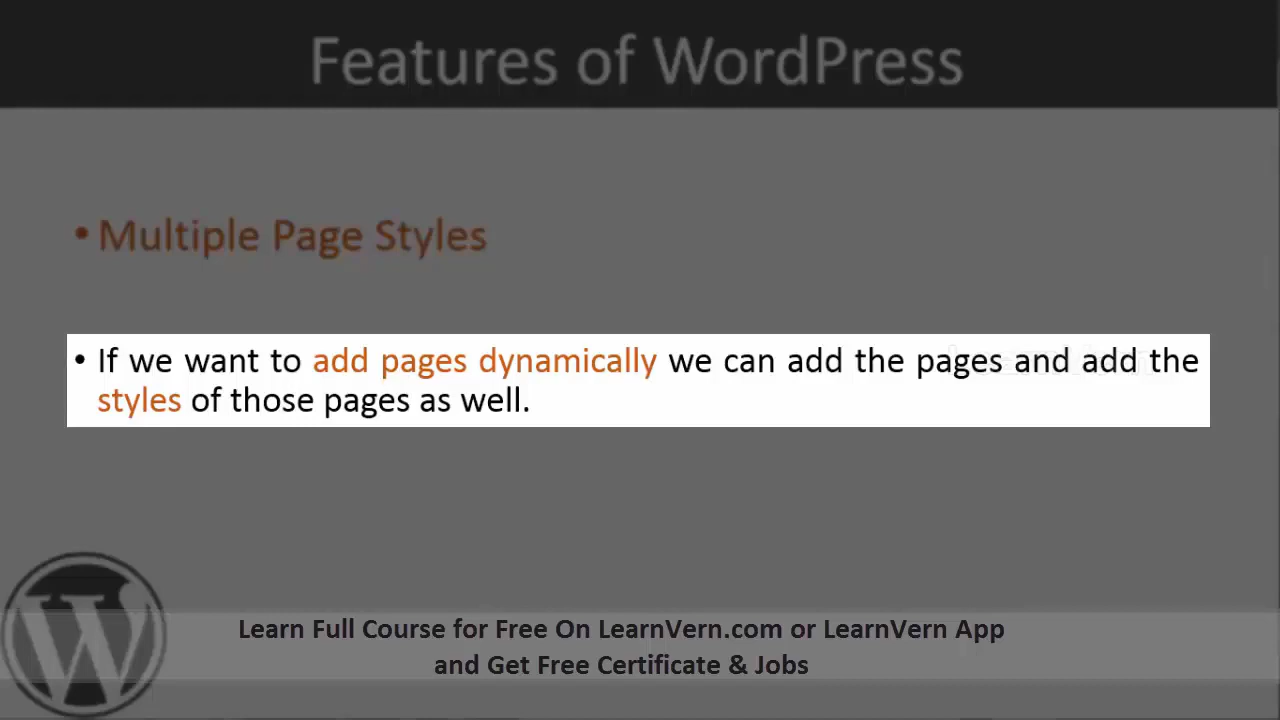 Features of WordPress
• Multiple Page Styles
• If we want to add pages dynamically we can add the pages and add the
styles of those pages as well.
Learn Full Course for Free On LearnVern.com or LearnVern App
and Get Free Certificate & Jobs